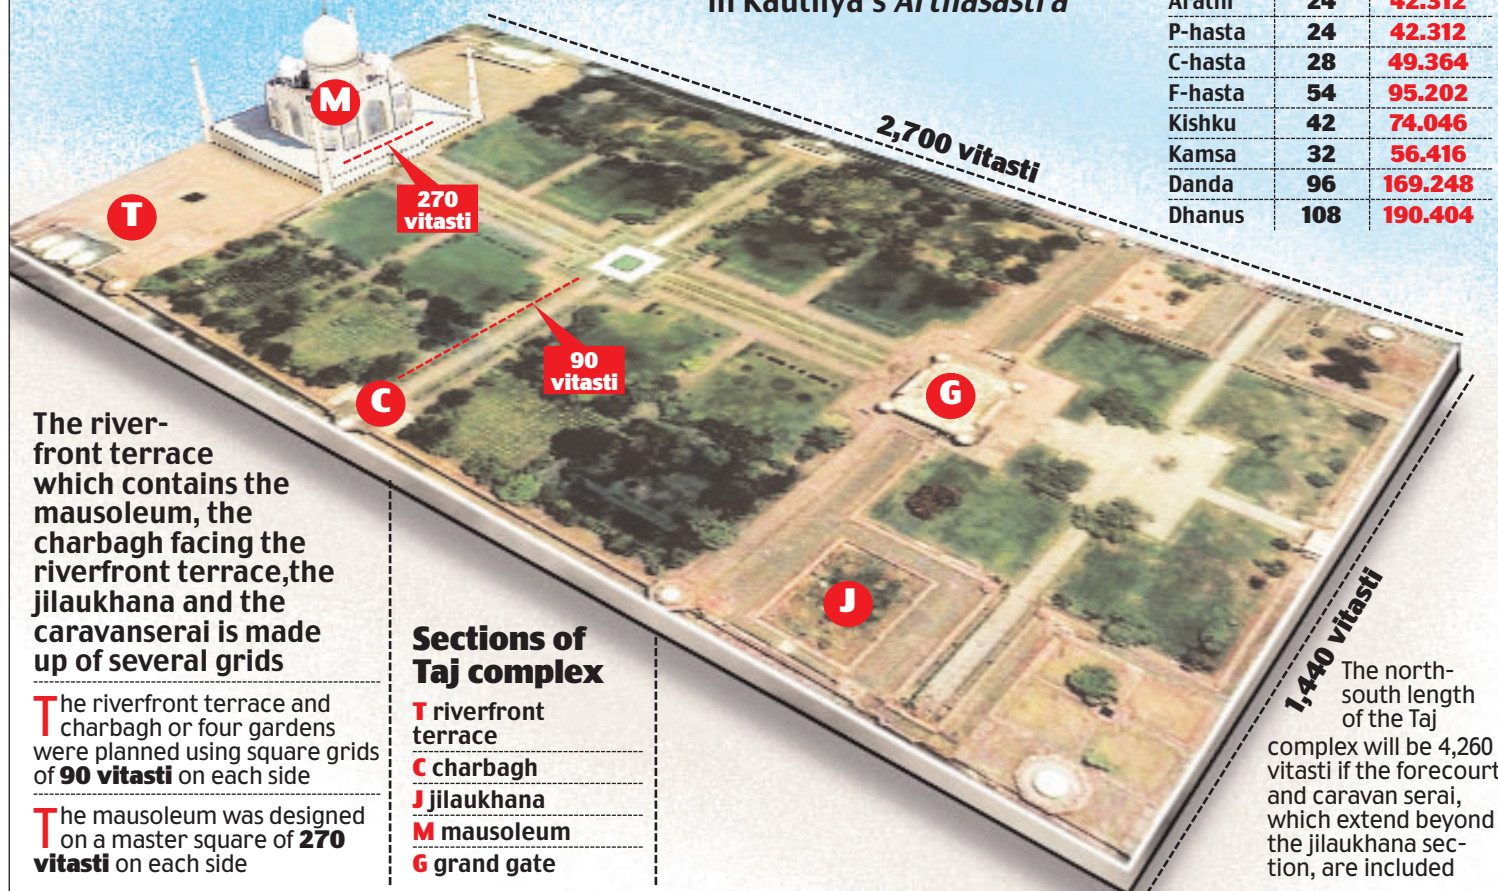 in Kautilya's Arthasastra
Aratni 24 42.312
P-hasta 24 42.312
C-hasta 28 49.364
F-hasta 54 95.202
Kishku 42 74.046
Kamsa 32 56.416
Danda 96 169.248
Dhanus 108 190.404
2,700 vitasti
M
T
270
vitasti
90
vitasti
C
G
J
1,440 vitasti
The river-
front terrace
which contains the
mausoleum, the
charbagh facing the
riverfront terrace,the
jilaukhana and the
caravanserai is made
up of several grids
The riverfront terrace and
charbagh or four gardens
were planned using square grids
of 90 vitasti on each side
The mausoleum was designed
on a master square of 270
vitasti on each side
Sections of
Taj complex
T riverfront
terrace
C charbagh
J jilaukhana
M mausoleum
G grand gate
The north-
south length
of the Taj
complex will be 4,260
vitasti if the forecourt
and caravan serai,
which extend beyond
the jilaukhana sec-
tion, are included